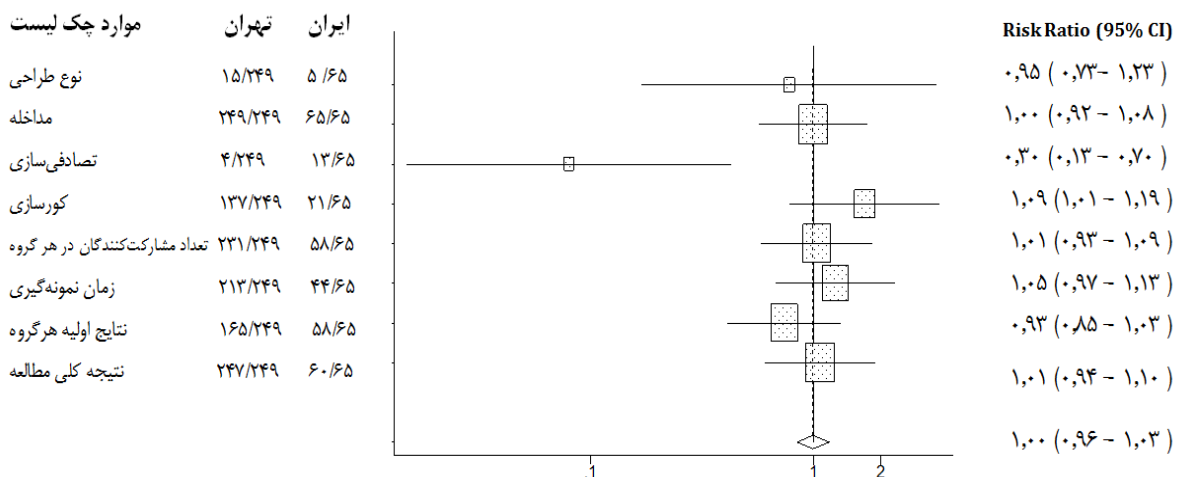 موارد چک لیست تهران ایران Risk Ratio (95% CI)
نوع طراحی ۱۵/۲۴۹ ۵/۶۵ ۰,۹۵ (۰,۷۳ – ۱,۲۳)
مداخله ۲۴۹/۲۴۹ ۶۵/۶۵ ۱,۰۰ (۰,۹۲ – ۱,۰۸)
تصادفی‌سازی ۴/۲۴۹ ۱۳/۶۵ ۰,۳۰ (۰,۱۳ – ۰,۷۰)
کورسازی ۱۳۷/۲۴۹ ۲۱/۶۵ ۱,۰۹ (۱,۰۱ – ۱,۱۹)
تعداد مشارکت‌کنندگان در هر گروه ۲۳۱/۲۴۹ ۵۸/۶۵ ۱,۰۱ (۰,۹۳ – ۱,۰۹)
زمان نمونه‌گیری ۲۱۳/۲۴۹ ۴۴/۶۵ ۱,۰۵ (۰,۹۷ – ۱,۱۳)
نتایج اولیه هرگروه ۱۶۵/۲۴۹ ۵۸/۶۵ ۰,۹۳ (۰,۸۵ – ۱,۰۳)
نتیجه کلی مطالعه ۲۴۷/۲۴۹ ۶۰/۶۵ ۱,۰۱ (۰,۹۴ – ۱,۱۰)
۱,۰۰ (۰,۹۶ – ۱,۰۳)
.1 1 2